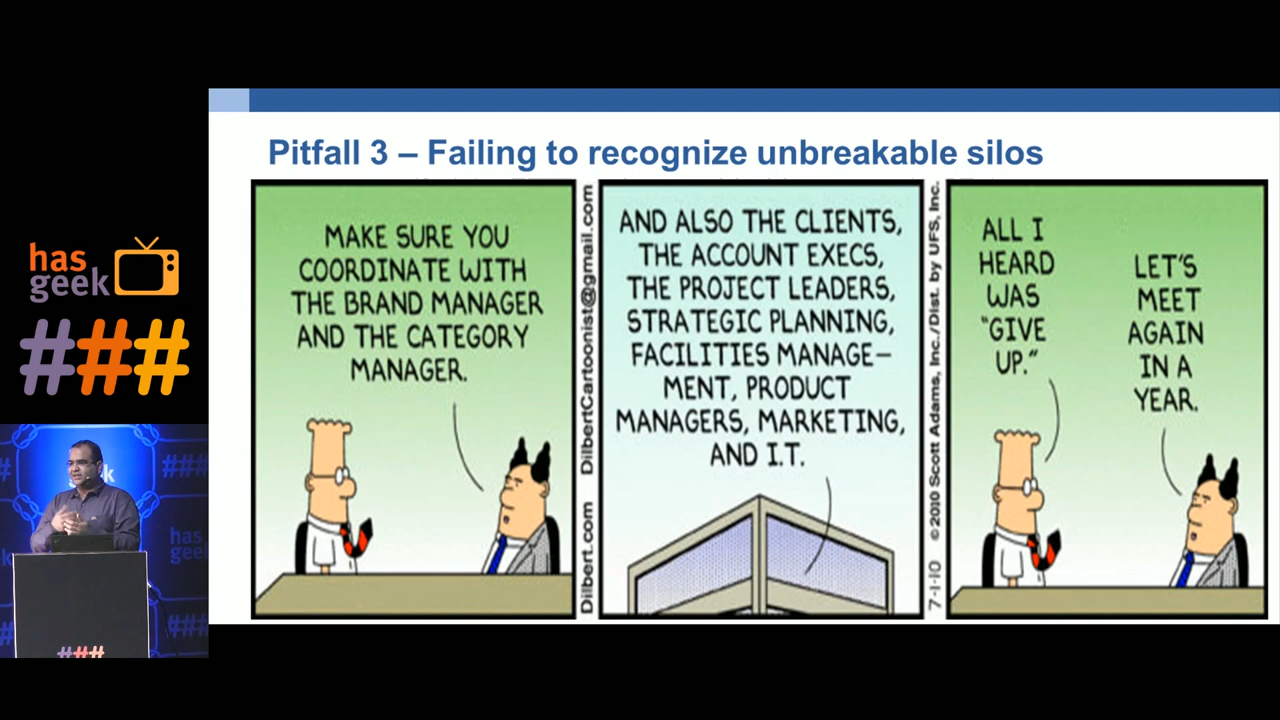 Pitfall 3 – Failing to recognize unbreakable silos
MAKE SURE YOU
COORDINATE WITH
THE BRAND MANAGER
AND THE CATEGORY
MANAGER.
DilbertCartoonist@gmail.com
Dilbert.com
AND ALSO THE CLIENTS,
THE ACCOUNT EXECS,
THE PROJECT LEADERS,
STRATEGIC PLANNING,
FACILITIES MANAGE–
MENT, PRODUCT
MANAGERS, MARKETING,
AND I.T.
7-1-10 ©2010 Scott Adams, Inc./Dist. by UFS, Inc.
ALL I
HEARD
WAS
"GIVE
UP."
LET'S
MEET
AGAIN
IN A
YEAR.
has
geek
###
###
has
geek
###
###